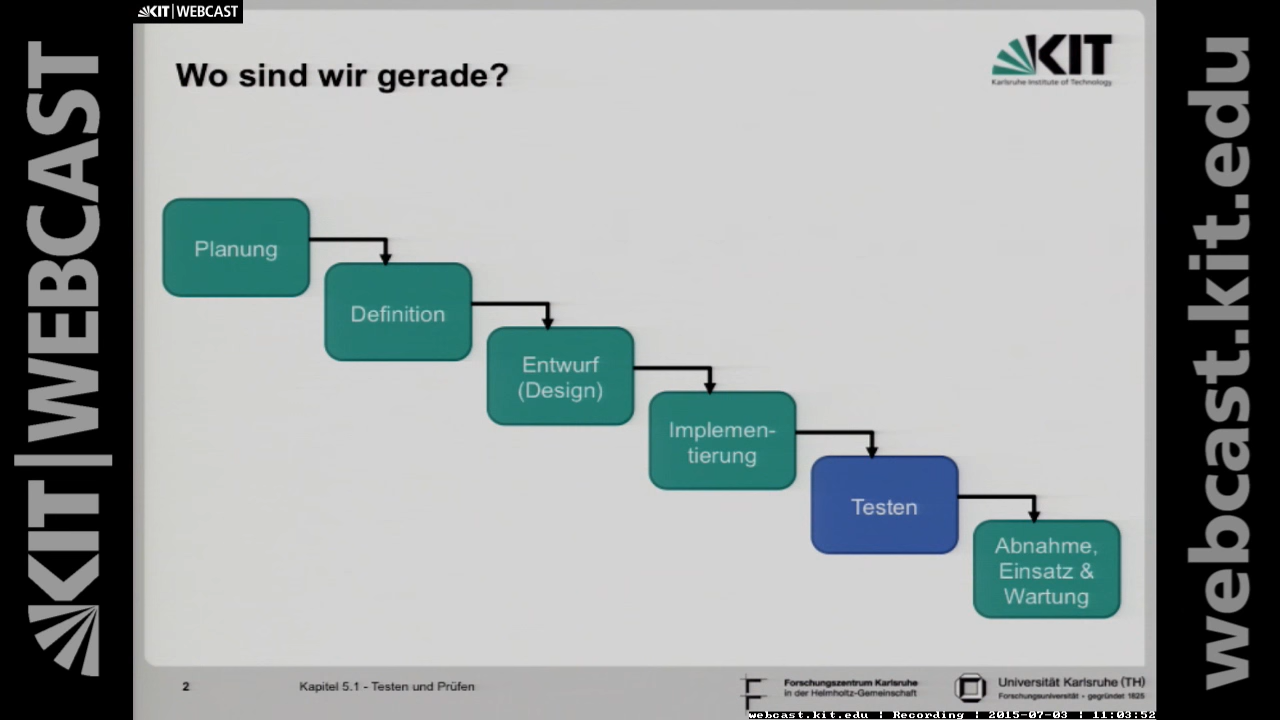 KIT | WEBCAST
KIT | WEBCAST
webcast.kit.edu
Wo sind wir gerade?
KIT
Karlsruhe Institute of Technology
Planung
Definition
Entwurf
(Design)
Implemen-
tierung
Testen
Abnahme,
Einsatz &
Wartung
2
Kapitel 5.1 - Testen und Prüfen
Forschungszentrum Karlsruhe
in der Helmholtz-Gemeinschaft
Universität Karlsruhe (TH)
Forschungsuniversität • gegründet 1825
webcast.kit.edu | Recording | 2015-07-03 | 11:03:52